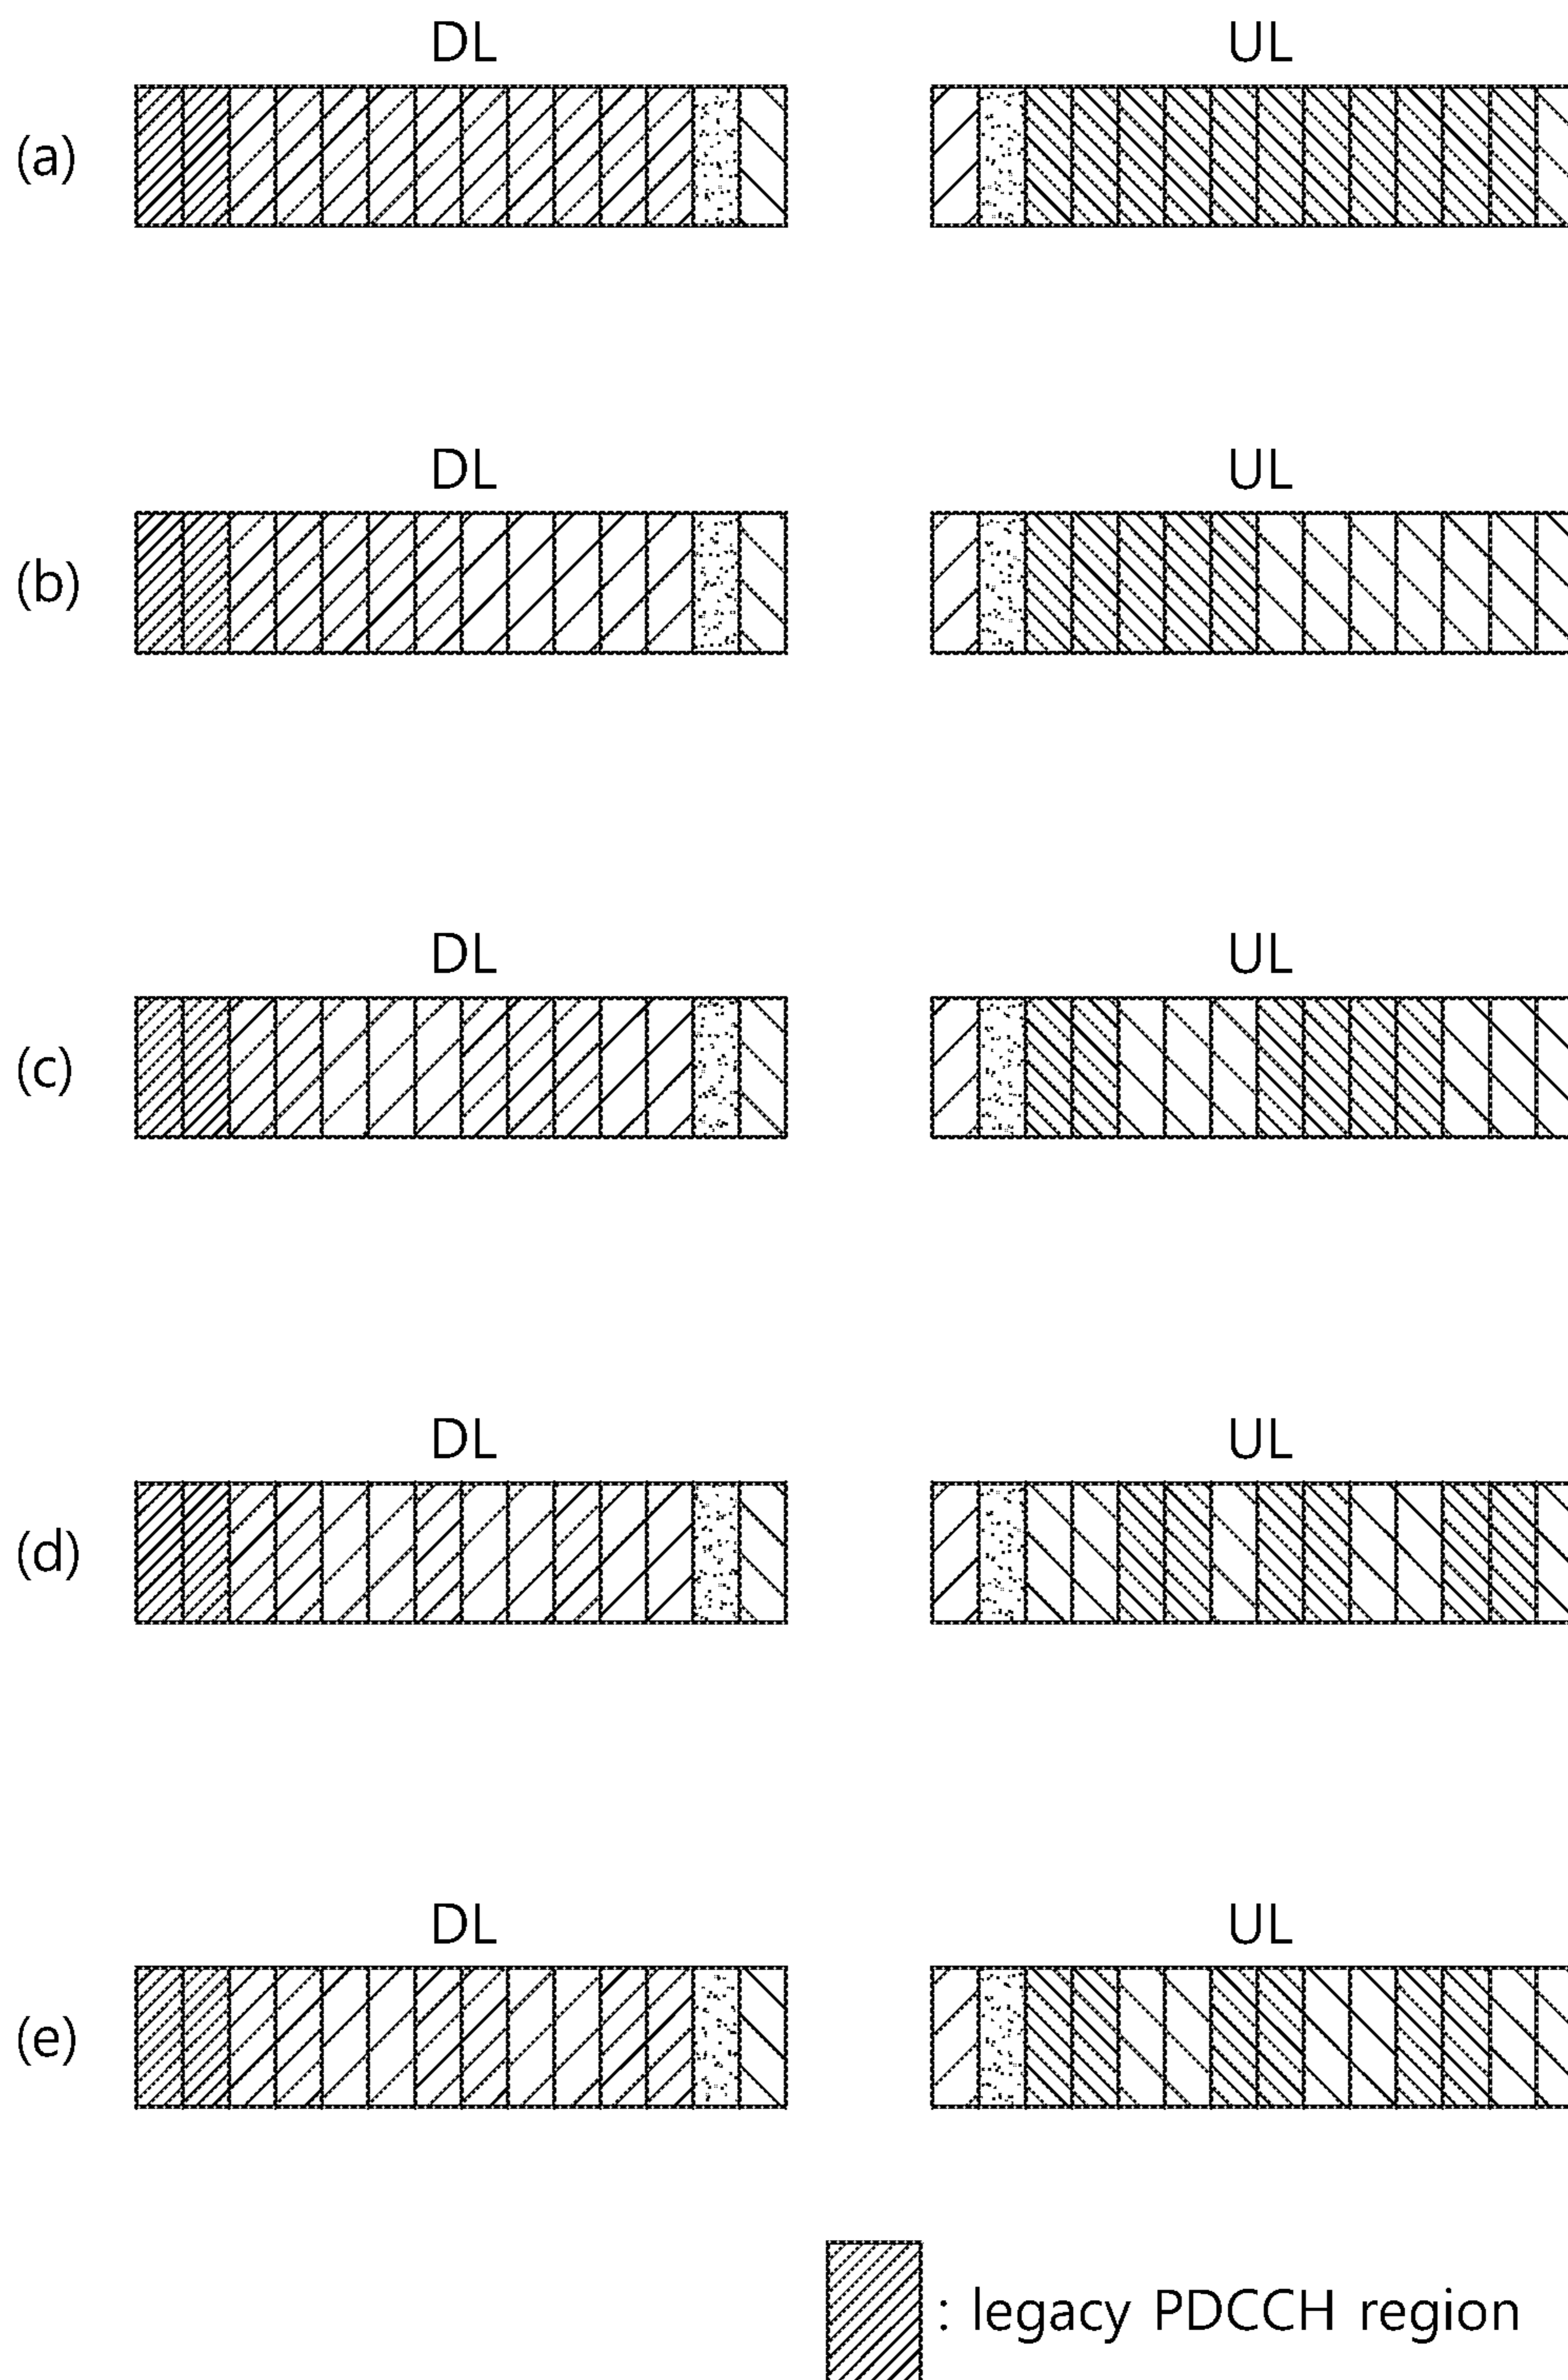 DL UL
(a)
DL UL
(b)
DL UL
(c)
DL UL
(d)
DL UL
(e)
: legacy PDCCH region